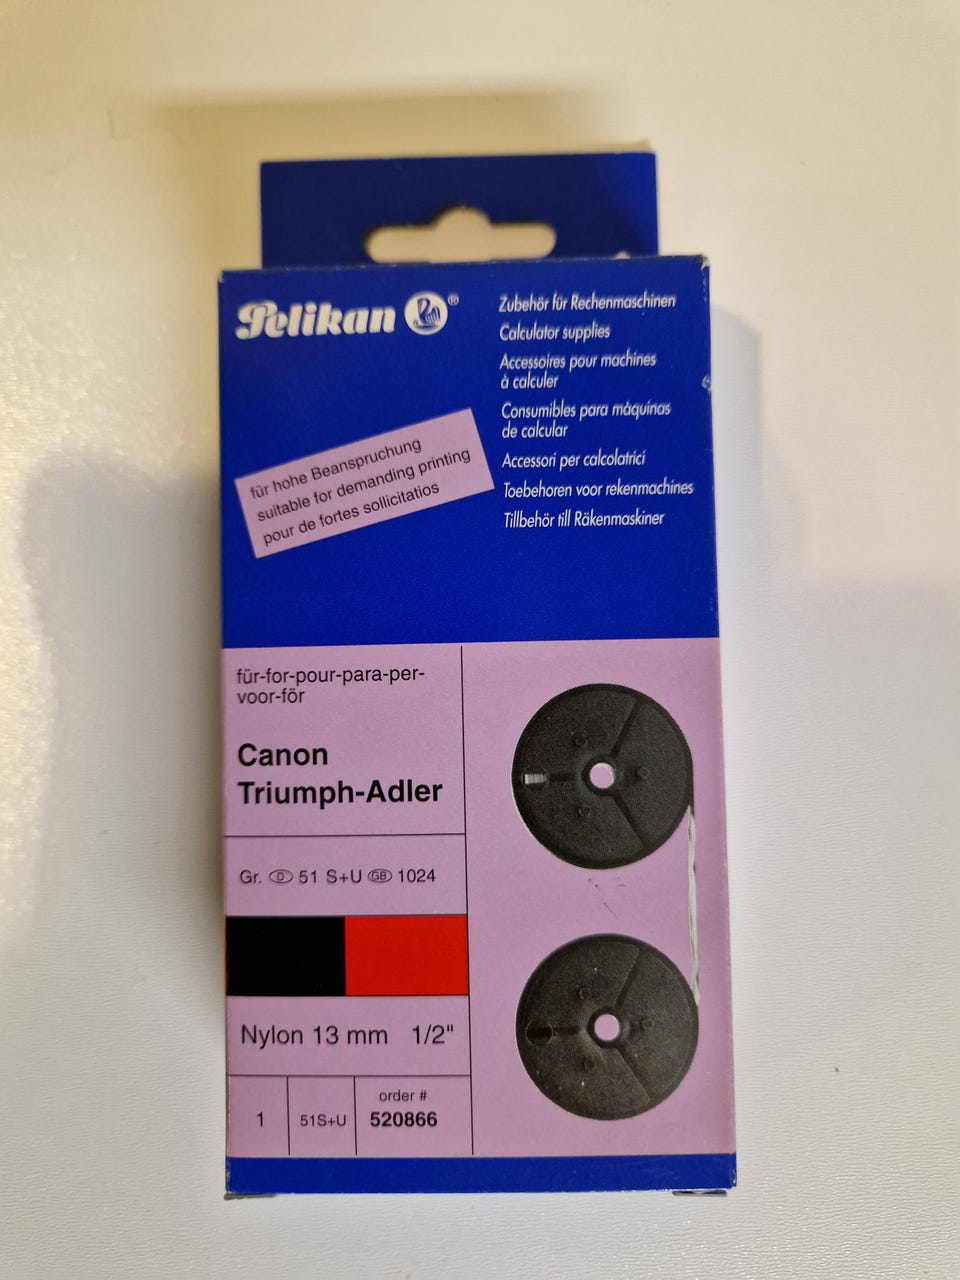 Pelikan ®
Zubehör für Rechenmaschinen
Calculator supplies
Accessoires pour machines
à calculer
Consumibles para máquinas
de calcular
Accessori per calcolatrici
Toebehoren voor rekenmachines
Tillbehör till Räkenmaskiner
für hohe Beanspruchung
suitable for demanding printing
pour de fortes sollicitatios
für-for-pour-para-per-
voor-för
Canon
Triumph-Adler
Gr. D 51 S+U GB 1024
Nylon 13 mm 1/2"
1
51S+U
order #
520866